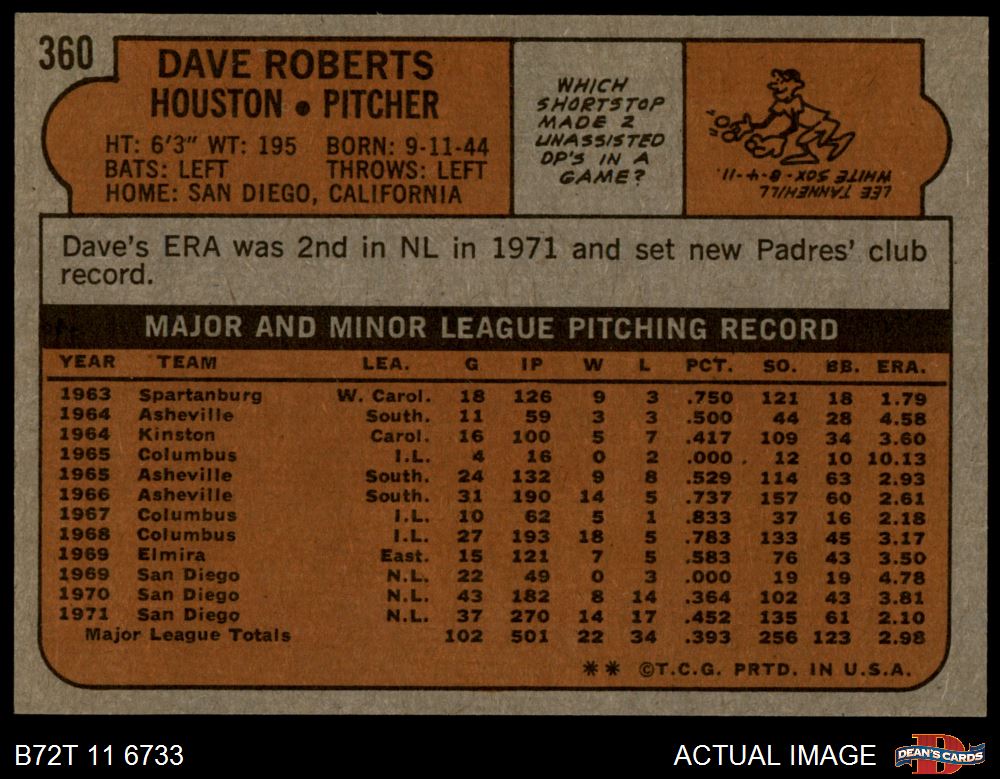 360
DAVE ROBERTS
HOUSTON • PITCHER
HT: 6'3" WT: 195 BORN: 9-11-44
BATS: LEFT THROWS: LEFT
HOME: SAN DIEGO, CALIFORNIA
WHICH
SHORTSTOP
MADE 2
UNASSISTED
DP'S IN A
GAME?
LEE TANNEHILL
WHITE SOX - 8-4-11.
Dave's ERA was 2nd in NL in 1971 and set new Padres' club
record.
MAJOR AND MINOR LEAGUE PITCHING RECORD
YEAR TEAM LEA. G IP W L PCT. SO. BB. ERA.
1963 Spartanburg W. Carol. 18 126 9 3 .750 121 18 1.79
1964 Asheville South. 11 59 3 3 .500 44 28 4.58
1964 Kinston Carol. 16 100 5 7 .417 109 34 3.60
1965 Columbus I.L. 4 16 0 2 .000 12 10 10.13
1965 Asheville South. 24 132 9 8 .529 114 63 2.93
1966 Asheville South. 31 190 14 5 .737 157 60 2.61
1967 Columbus I.L. 10 62 5 1 .833 37 16 2.18
1968 Columbus I.L. 27 193 18 5 .783 133 45 3.17
1969 Elmira East. 15 121 7 5 .583 76 43 3.50
1969 San Diego N.L. 22 49 0 3 .000 19 19 4.78
1970 San Diego N.L. 43 182 8 14 .364 102 43 3.81
1971 San Diego N.L. 37 270 14 17 .452 135 61 2.10
Major League Totals 102 501 22 34 .393 256 123 2.98
** ©T.C.G. PRTD. IN U.S.A.
B72T 11 6733
ACTUAL IMAGE
DEAN'S CARDS